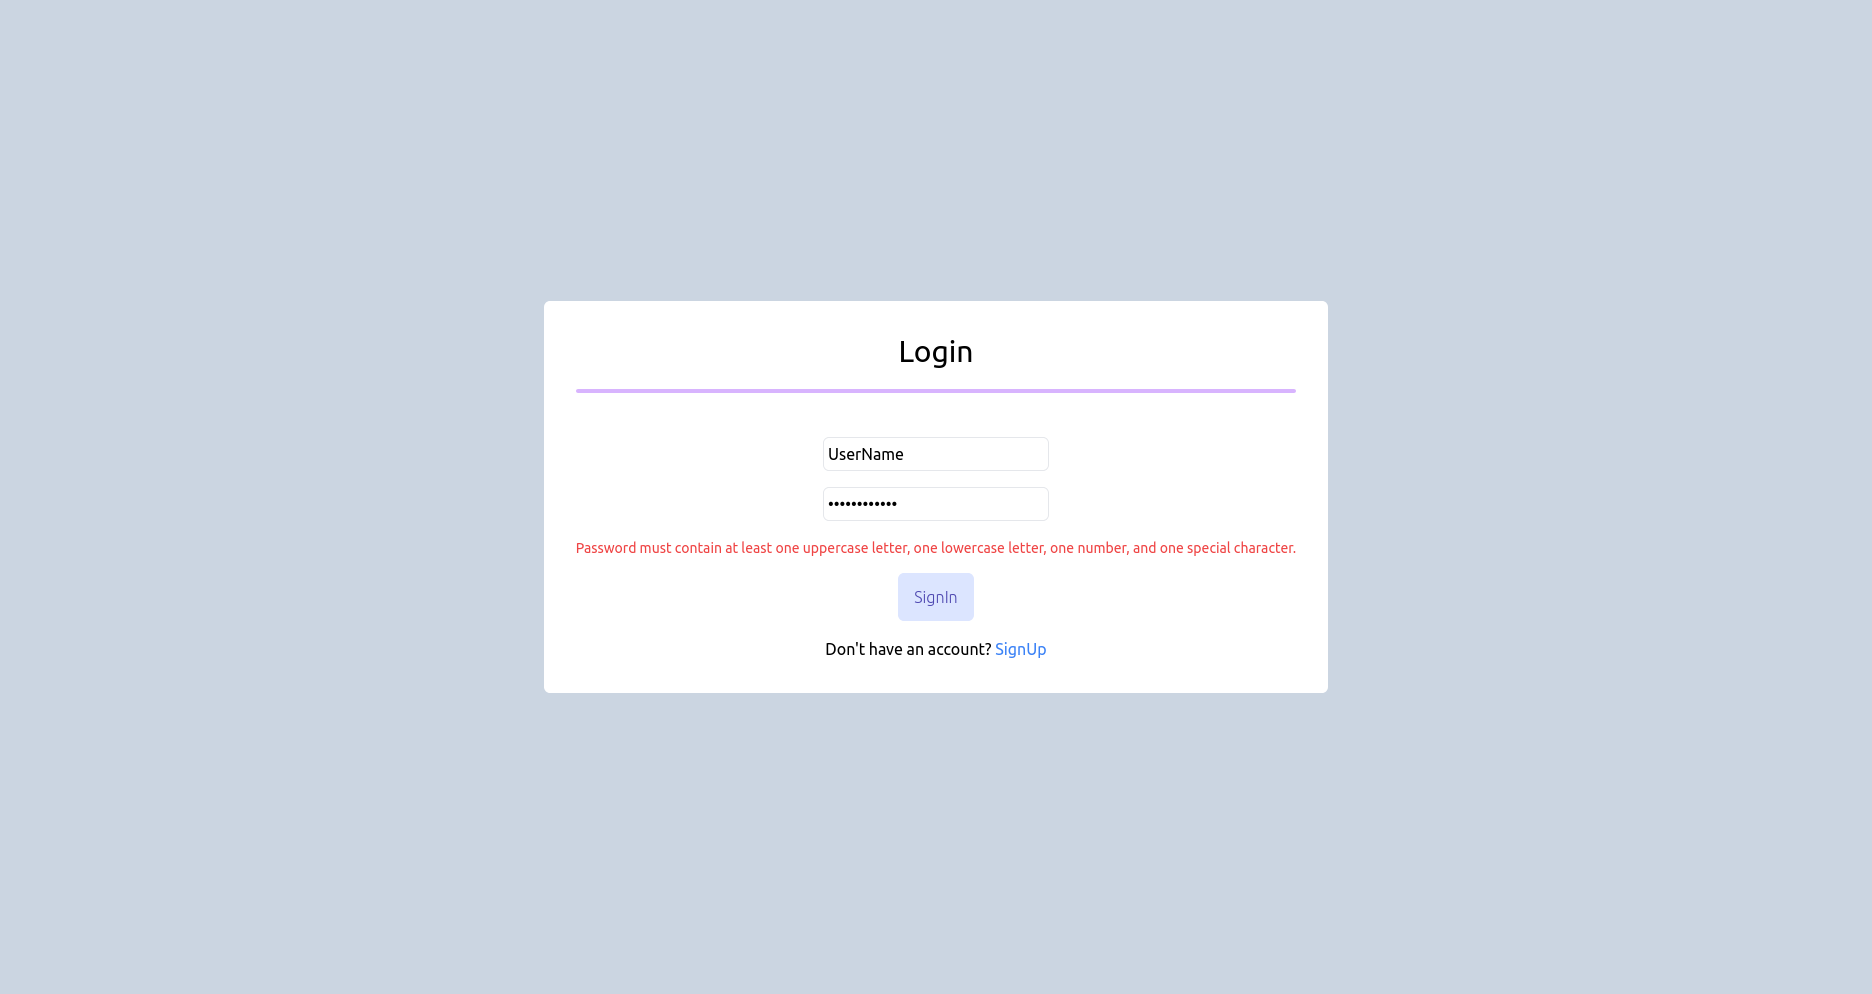 Login
UserName
••••••••••••
Password must contain at least one uppercase letter, one lowercase letter, one number, and one special character.
SignIn
Don't have an account? SignUp